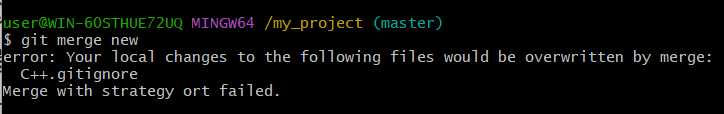 user@WIN-6OSTHUE72UQ MINGW64 /my_project (master)
$ git merge new
error: Your local changes to the following files would be overwritten by merge:
  C++.gitignore
Merge with strategy ort failed.